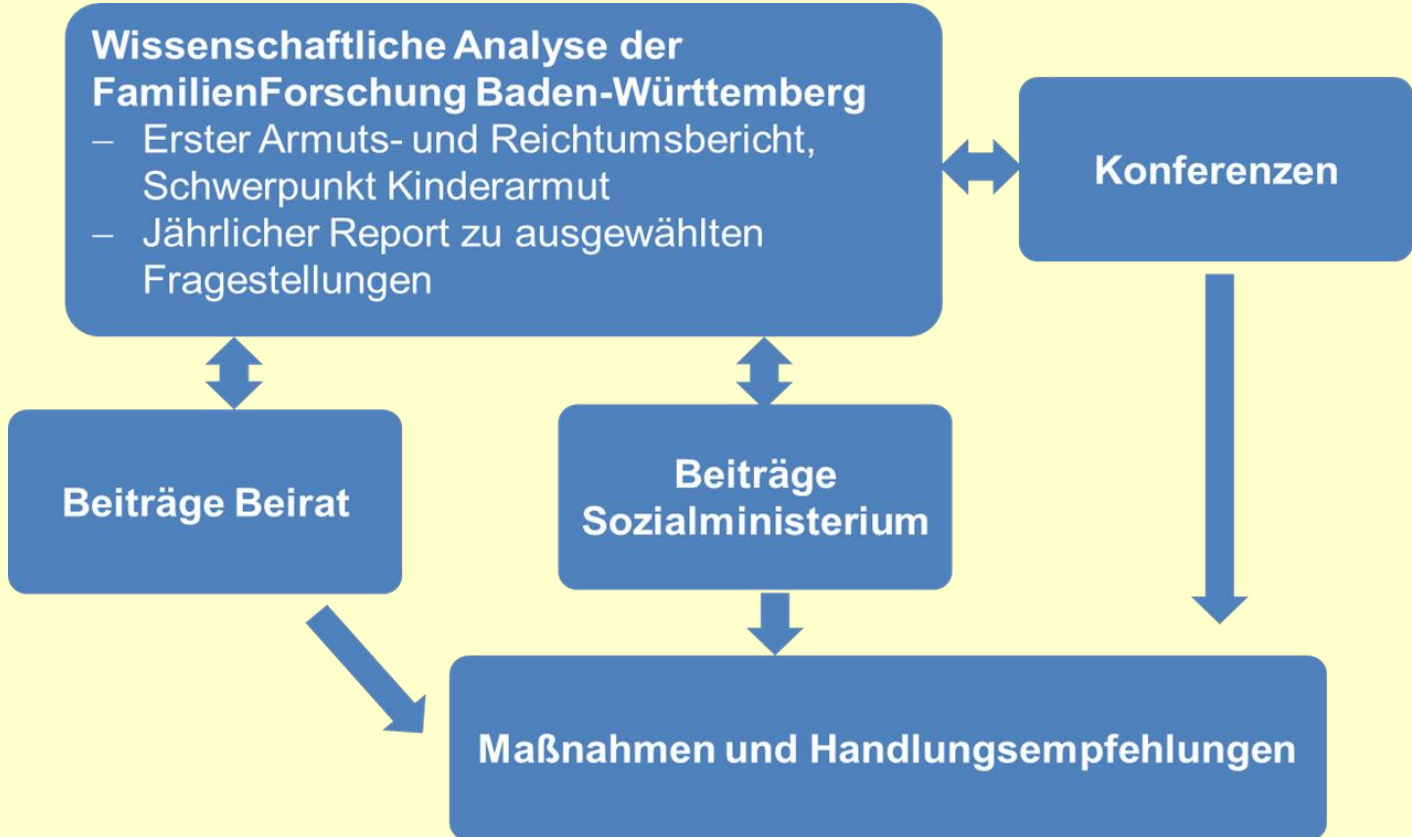 Wissenschaftliche Analyse der
FamilienForschung Baden-Württemberg
– Erster Armuts- und Reichtumsbericht,
Schwerpunkt Kinderarmut
– Jährlicher Report zu ausgewählten
Fragestellungen
Konferenzen
Beiträge Beirat
Beiträge
Sozialministerium
Maßnahmen und Handlungsempfehlungen